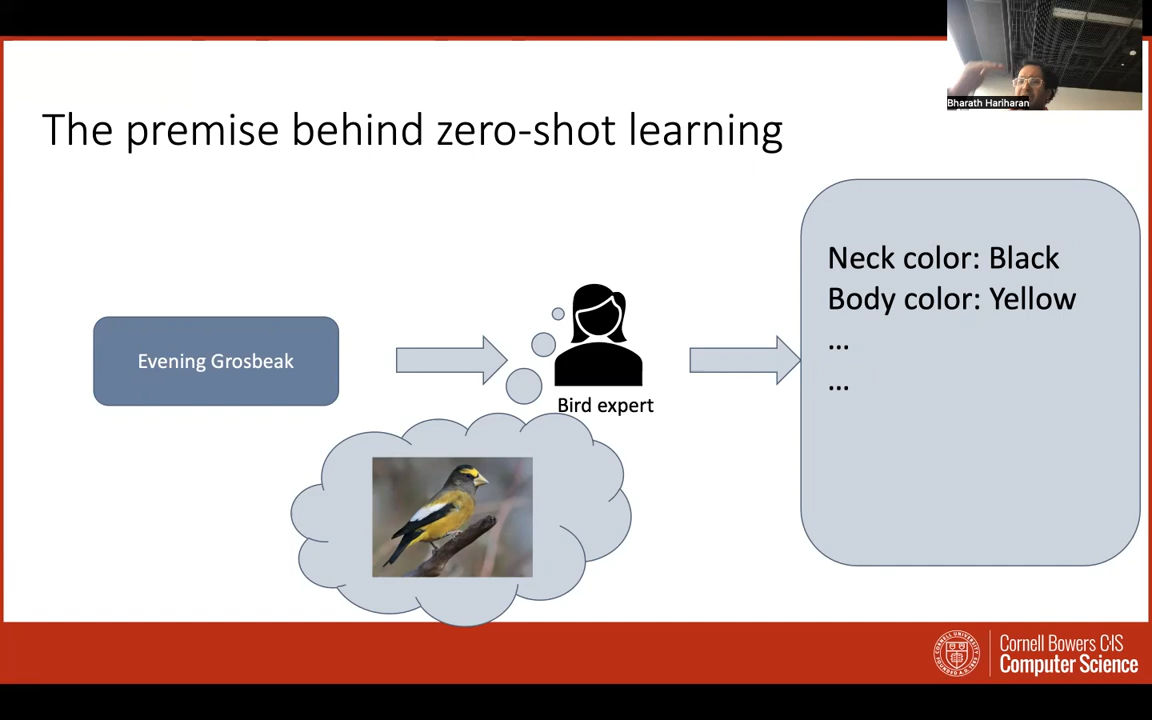 Bharath Hariharan
The premise behind zero-shot learning
Neck color: Black
Body color: Yellow
...
...
Evening Grosbeak
Bird expert
Cornell Bowers C·IS
Computer Science